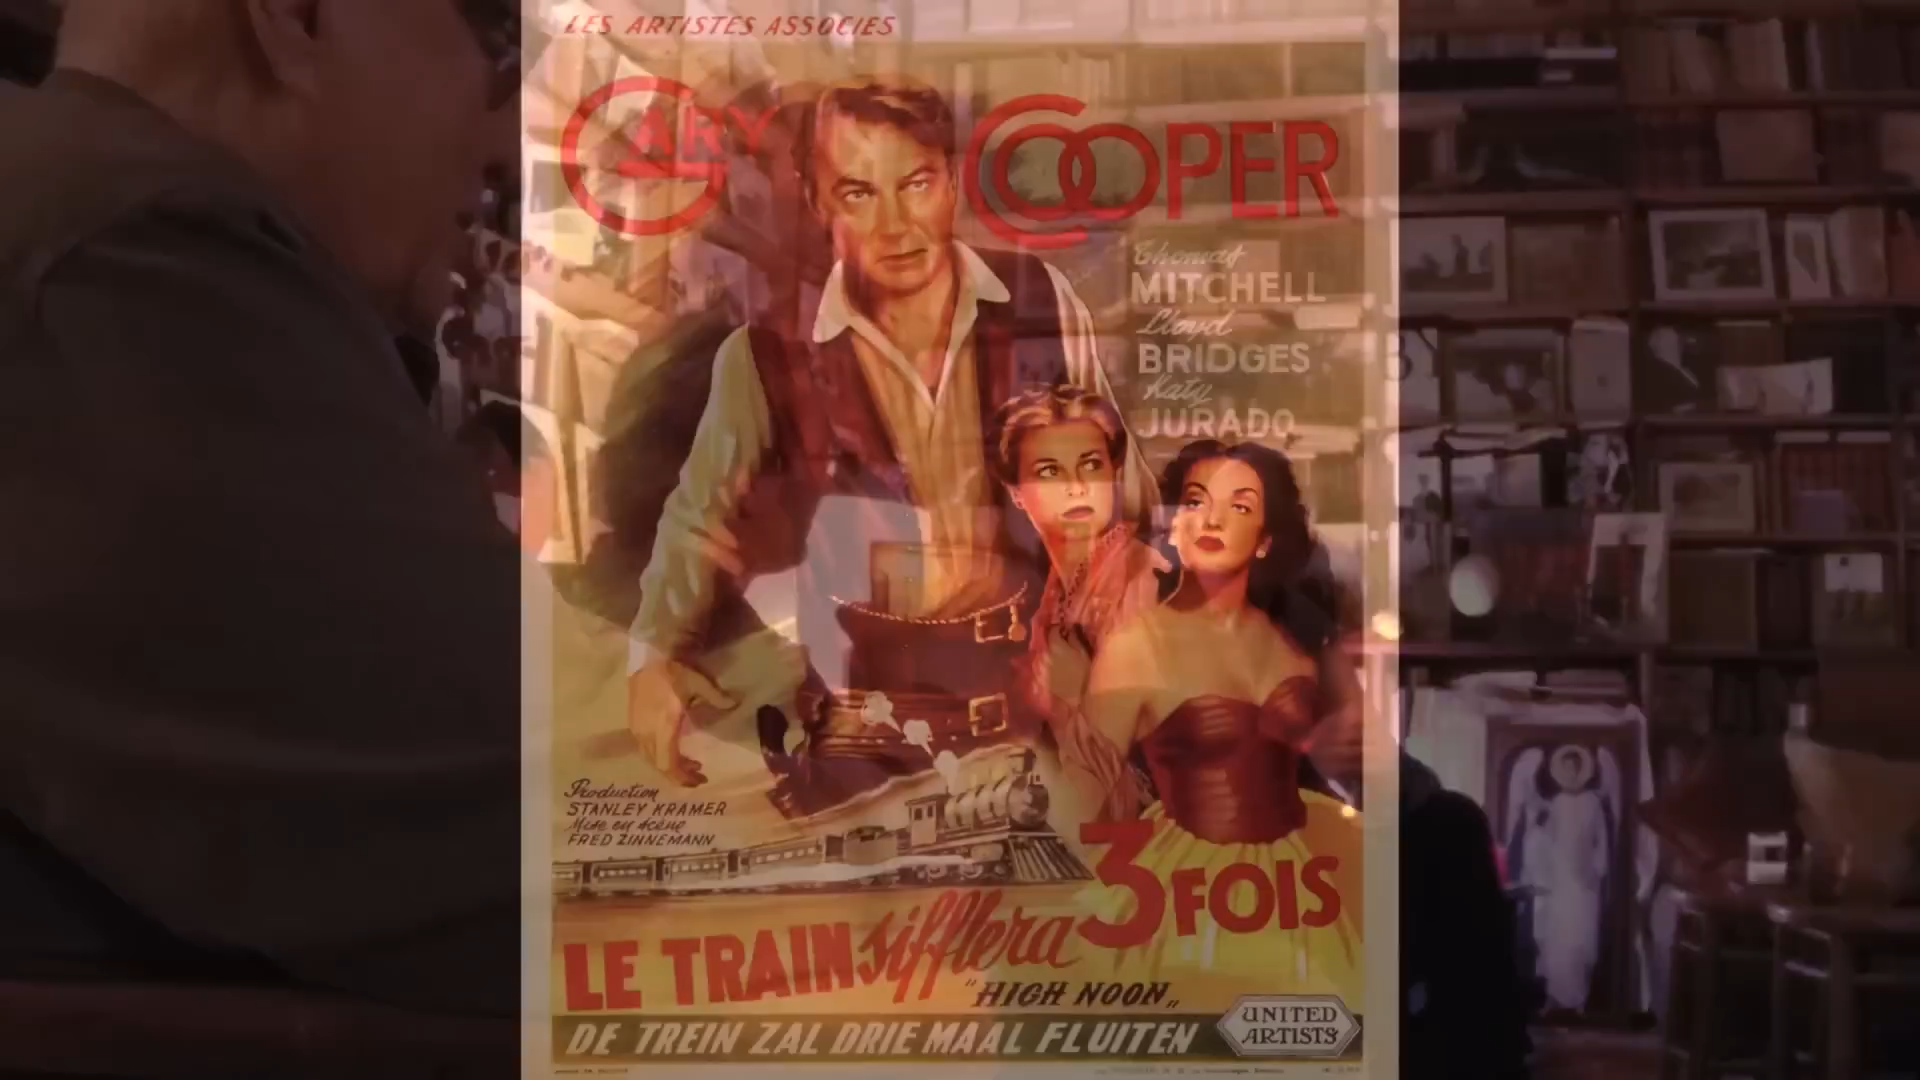 LES ARTISTES ASSOCIES
GARY COOPER
Thomas
MITCHELL
Lloyd
BRIDGES
Katy
JURADO
Production
STANLEY KRAMER
Mise en scène
FRED ZINNEMANN
LE TRAIN sifflera 3 FOIS
"HIGH NOON"
DE TREIN ZAL DRIE MAAL FLUITEN
UNITED
ARTISTS